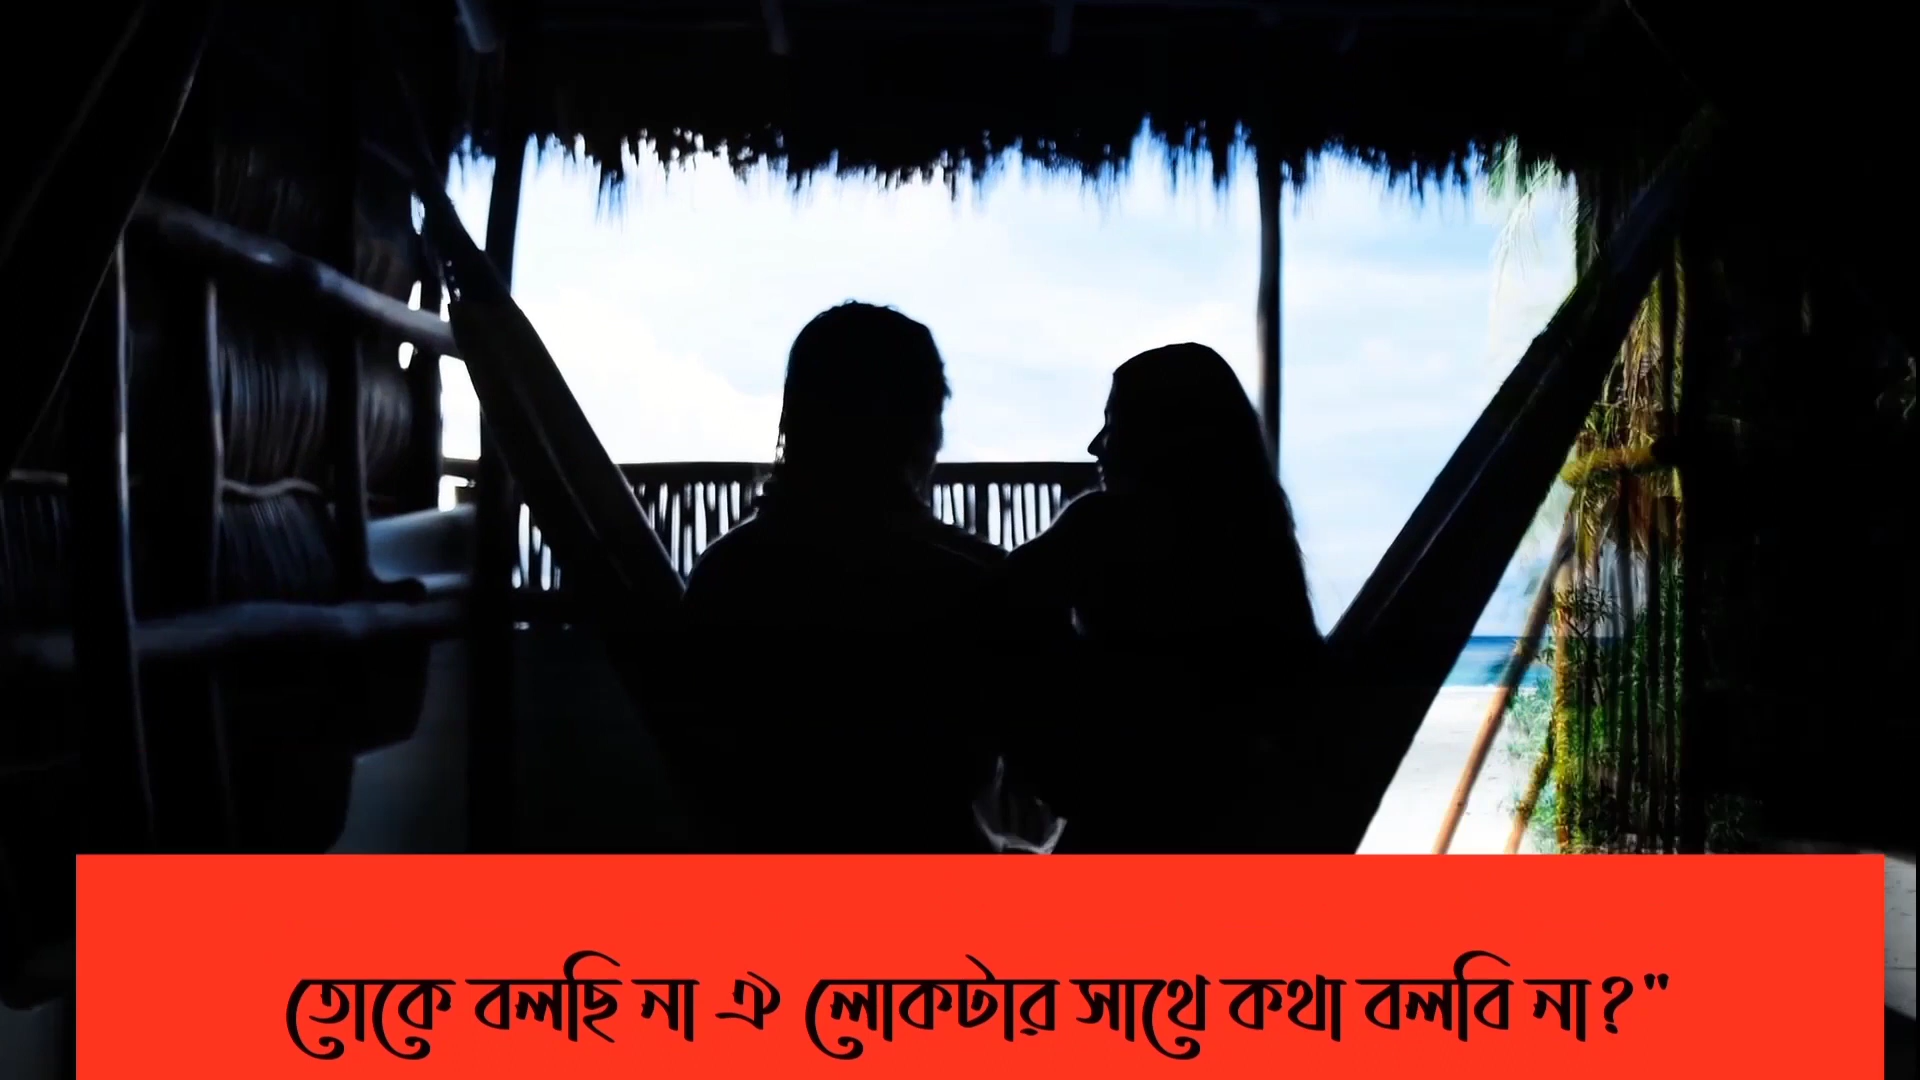 তোকে বলছি না ঐ লোকটার সাথে কথা বলবি না?"